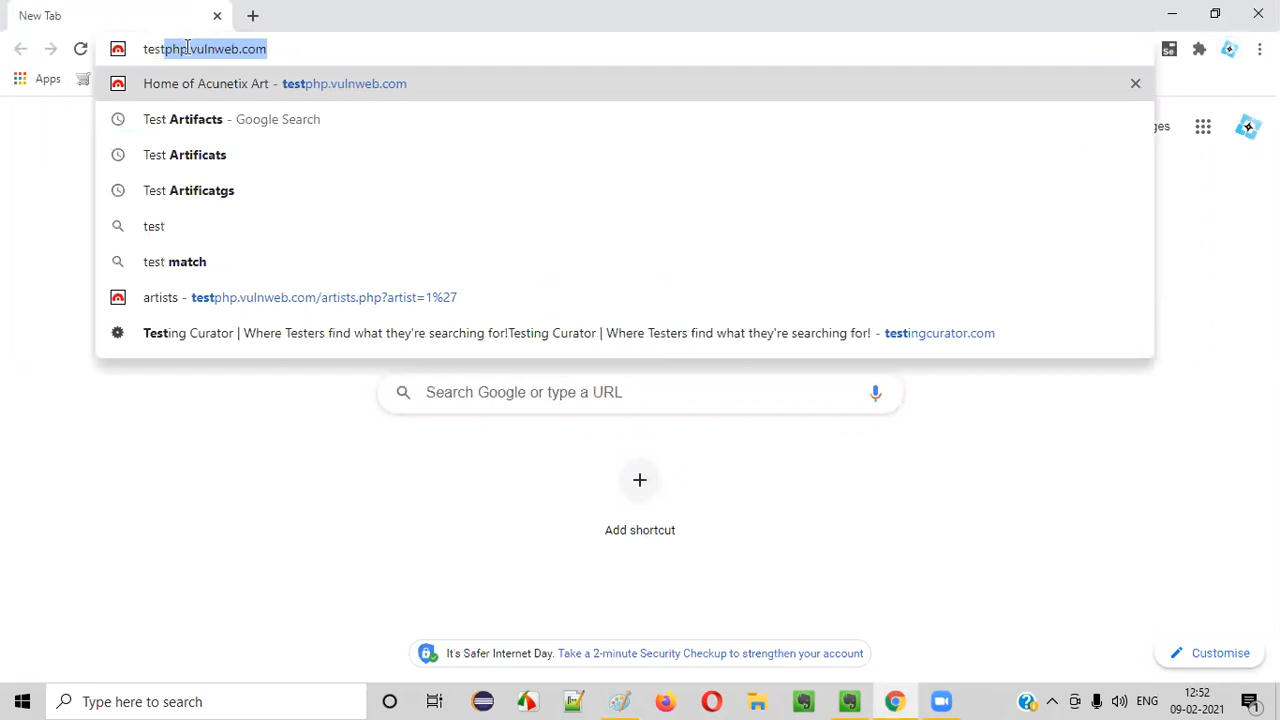 New Tab
testphp.vulnweb.com
Se
Apps
Home of Acunetix Art - testphp.vulnweb.com
Test Artifacts - Google Search
ges
Test Artificats
Test Artificatgs
test
test match
artists - testphp.vulnweb.com/artists.php?artist=1%27
Testing Curator | Where Testers find what they're searching for!Testing Curator | Where Testers find what they're searching for! - testingcurator.com
Search Google or type a URL
Add shortcut
It's Safer Internet Day. Take a 2-minute Security Checkup to strengthen your account
Customise
Type here to search
ENG
12:52
09-02-2021
1